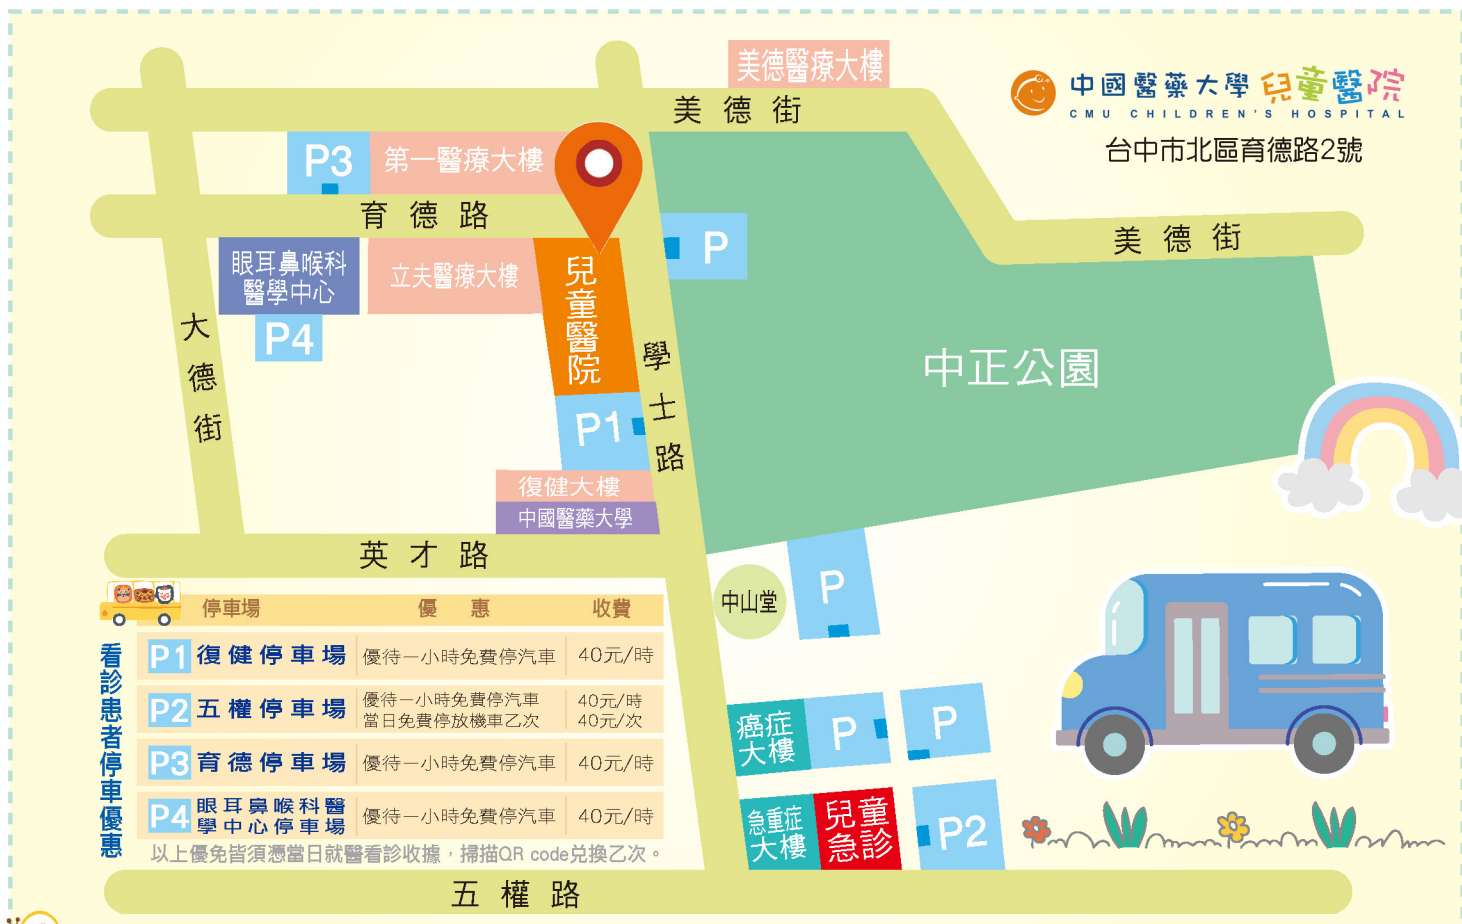 美德醫療大樓
中國醫藥大學 兒童醫院
CMU CHILDREN'S HOSPITAL
台中市北區育德路2號
美德街
P3
第一醫療大樓
育德路
美德街
眼耳鼻喉科
醫學中心
立夫醫療大樓
兒童醫院
P
P4
大德街
學士路
中正公園
P1
復健大樓
中國醫藥大學
英才路
中山堂
P
看診患者停車優惠
停車場 優惠 收費
P1 復健停車場 優待一小時免費停汽車 40元/時
P2 五權停車場 優待一小時免費停汽車 40元/時
當日免費停放機車乙次 40元/次
P3 育德停車場 優待一小時免費停汽車 40元/時
P4 眼耳鼻喉科醫學中心停車場 優待一小時免費停汽車 40元/時
以上優免皆須憑當日就醫看診收據，掃描QR code兌換乙次。
癌症
大樓
P
P
急重症
大樓
兒童
急診
P2
五權路